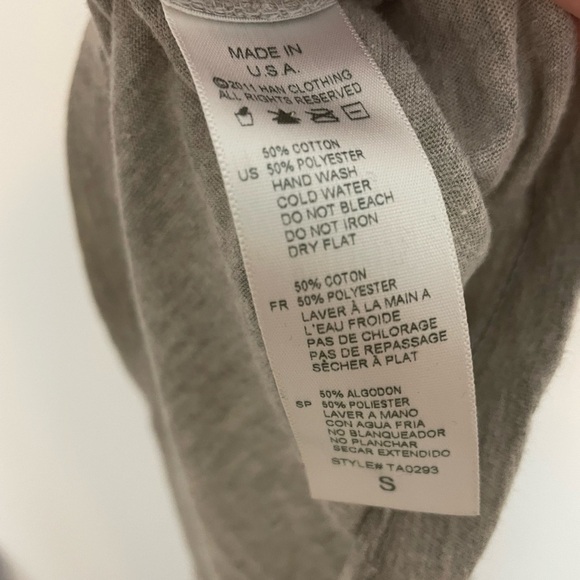 MADE IN
U.S.A.
©2011 HAN CLOTHING
ALL RIGHTS RESERVED
50% COTTON
US 50% POLYESTER
HAND WASH
COLD WATER
DO NOT BLEACH
DO NOT IRON
DRY FLAT
50% COTON
FR 50% POLYESTER
LAVER À LA MAIN A
L'EAU FROIDE
PAS DE CHLORAGE
PAS DE REPASSAGE
SÈCHER À PLAT
50% ALGODON
SP 50% POLIESTER
LAVER A MANO
CON AGUA FRIA
NO BLANQUEADOR
NO PLANCHAR
SECAR EXTENDIDO
STYLE# TA0293
S